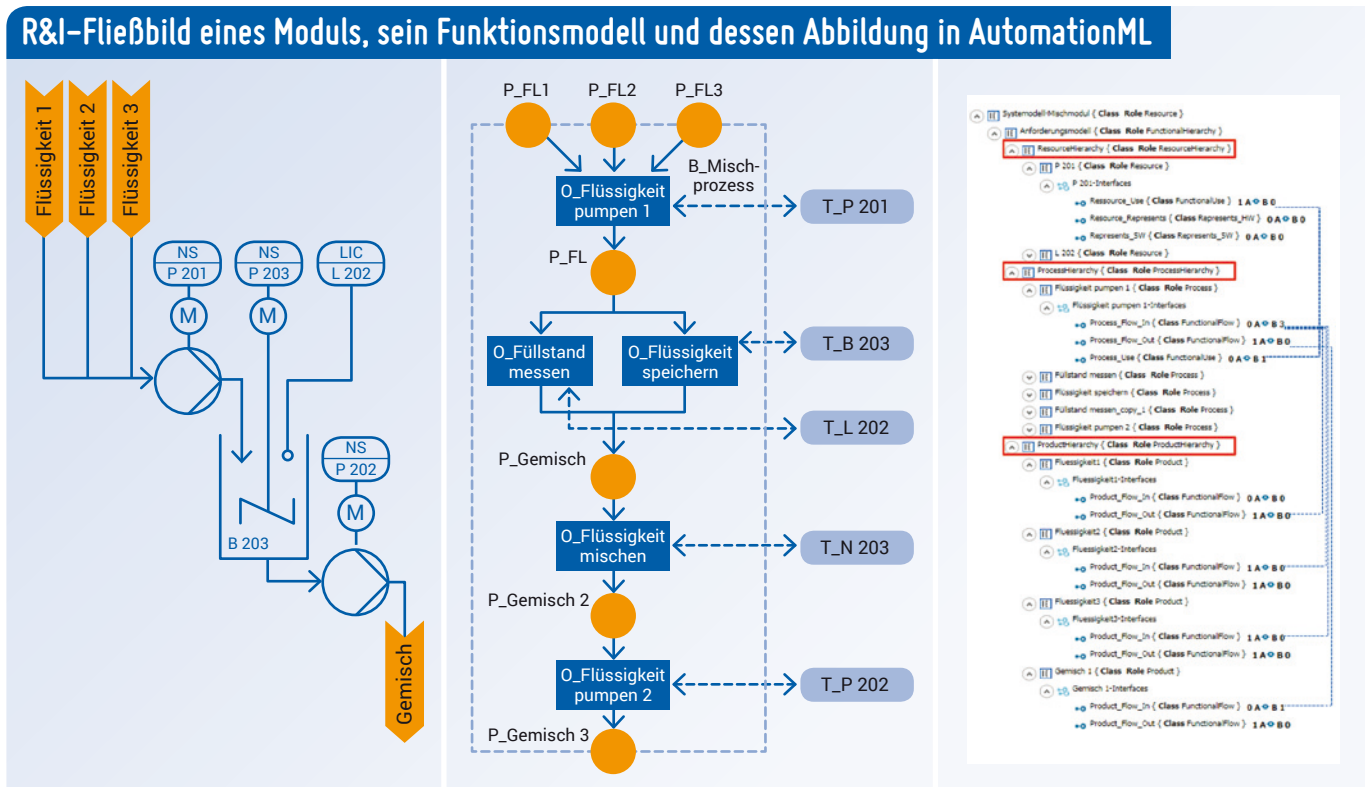 R&I-Fließbild eines Moduls, sein Funktionsmodell und dessen Abbildung in AutomationML
Flüssigkeit 1
Flüssigkeit 2
Flüssigkeit 3
NS
P 201
NS
P 203
LIC
L 202
M
M
NS
P 202
M
B 203
Gemisch
P_FL1
P_FL2
P_FL3
B_Misch-
prozess
O_Flüssigkeit
pumpen 1
T_P 201
P_FL
O_Füllstand
messen
O_Flüssigkeit
speichern
T_B 203
T_L 202
P_Gemisch
O_Flüssigkeit
mischen
T_N 203
P_Gemisch 2
O_Flüssigkeit
pumpen 2
T_P 202
P_Gemisch 3
Systemodell-Mischmodul { Class Role Resource }
Anforderungsmodell { Class Role FunctionalHierarchy }
ResourceHierarchy { Class Role ResourceHierarchy }
P 201 { Class Role Resource }
P 201-Interfaces
Ressource_Use { Class FunctionalUse } 1 A B 0
Resource_Represents { Class Represents_HW } 0 A B 0
Represents_SW { Class Represents_SW } 0 A B 0
L 202 { Class Role Resource }
ProcessHierarchy { Class Role ProcessHierarchy }
Flüssigkeit pumpen 1 { Class Role Process }
Flüssigkeit pumpen 1-Interfaces
Process_Flow_In { Class FunctionalFlow } 0 A B 3
Process_Flow_Out { Class FunctionalFlow } 1 A B 0
Process_Use { Class FunctionalUse } 0 A B 1
Füllstand messen { Class Role Process }
Flüssigkeit speichern { Class Role Process }
Füllstand messen_copy_1 { Class Role Process }
Flüssigkeit pumpen 2 { Class Role Process }
ProductHierarchy { Class Role ProductHierarchy }
Fluessigkeit1 { Class Role Product }
Fluessigkeit1-Interfaces
Product_Flow_In { Class FunctionalFlow } 0 A B 0
Product_Flow_Out { Class FunctionalFlow } 1 A B 0
Fluessigkeit2 { Class Role Product }
Fluessigkeit2-Interfaces
Product_Flow_In { Class FunctionalFlow } 1 A B 0
Product_Flow_Out { Class FunctionalFlow } 1 A B 0
Fluessigkeit3 { Class Role Product }
Fluessigkeit3-Interfaces
Product_Flow_In { Class FunctionalFlow } 1 A B 0
Product_Flow_Out { Class FunctionalFlow } 1 A B 0
Gemisch 1 { Class Role Product }
Gemisch 1-Interfaces
Product_Flow_In { Class FunctionalFlow } 0 A B 1
Product_Flow_Out { Class FunctionalFlow } 1 A B 0